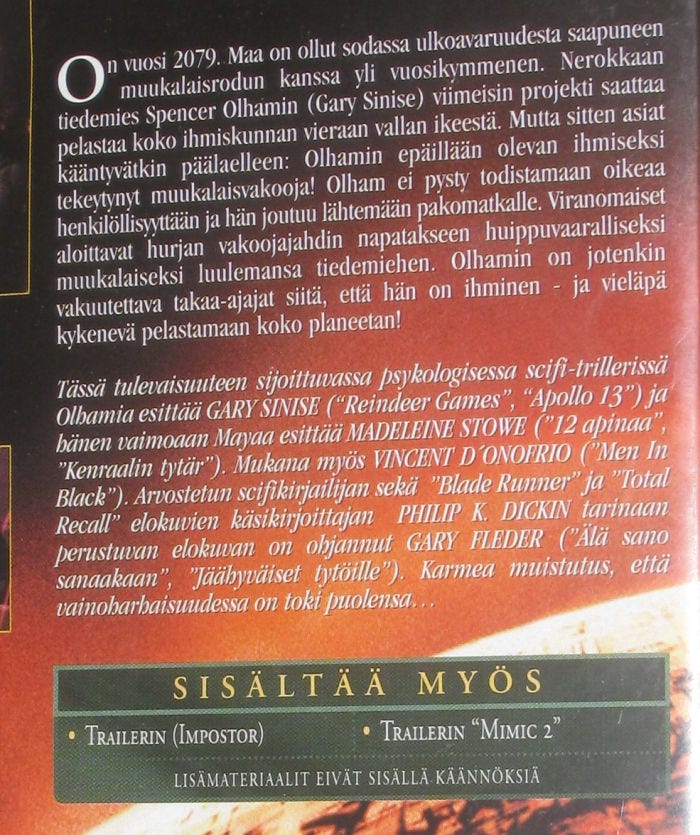 On vuosi 2079. Maa on ollut sodassa ulkoavaruudesta saapuneen
muukalaisrodun kanssa yli vuosikymmenen. Nerokkaan
tiedemies Spencer Olhamin (Gary Sinise) viimeisin projekti saattaa
pelastaa koko ihmiskunnan vieraan vallan ikeestä. Mutta sitten asiat
kääntyvätkin päälaelleen: Olhamin epäillään olevan ihmiseksi
tekeytynyt muukalaisvakooja! Olham ei pysty todistamaan oikeaa
henkilöllisyyttään ja hän joutuu lähtemään pakomatkalle. Viranomaiset
aloittavat hurjan vakoojajahdin napatakseen huippuvaaralliseksi
muukalaiseksi luulemansa tiedemiehen. Olhamin on jotenkin
vakuutettava takaa-ajajat siitä, että hän on ihminen - ja vieläpä
kykenevä pelastamaan koko planeetan!
Tässä tulevaisuuteen sijoittuvassa psykologisessa scifi-trillerissä
Olhamia esittää GARY SINISE ("Reindeer Games", "Apollo 13") ja
hänen vaimoaan Mayaa esittää MADELEINE STOWE ("12 apinaa",
"Kenraalin tytär"). Mukana myös VINCENT D´ONOFRIO ("Men In
Black"). Arvostetun scifikirjailijan sekä "Blade Runner" ja "Total
Recall" elokuvien käsikirjoittajan PHILIP K. DICKIN tarinaan
perustuvan elokuvan on ohjannut GARY FLEDER ("Älä sano
sanaakaan", "Jäähyväiset tytöille"). Karmea muistutus, että
vainoharhaisuudessa on toki puolensa...
SISÄLTÄÄ MYÖS
• TRAILERIN (IMPOSTOR) • TRAILERIN "MIMIC 2"
LISÄMATERIAALIT EIVÄT SISÄLLÄ KÄÄNNÖKSIÄ